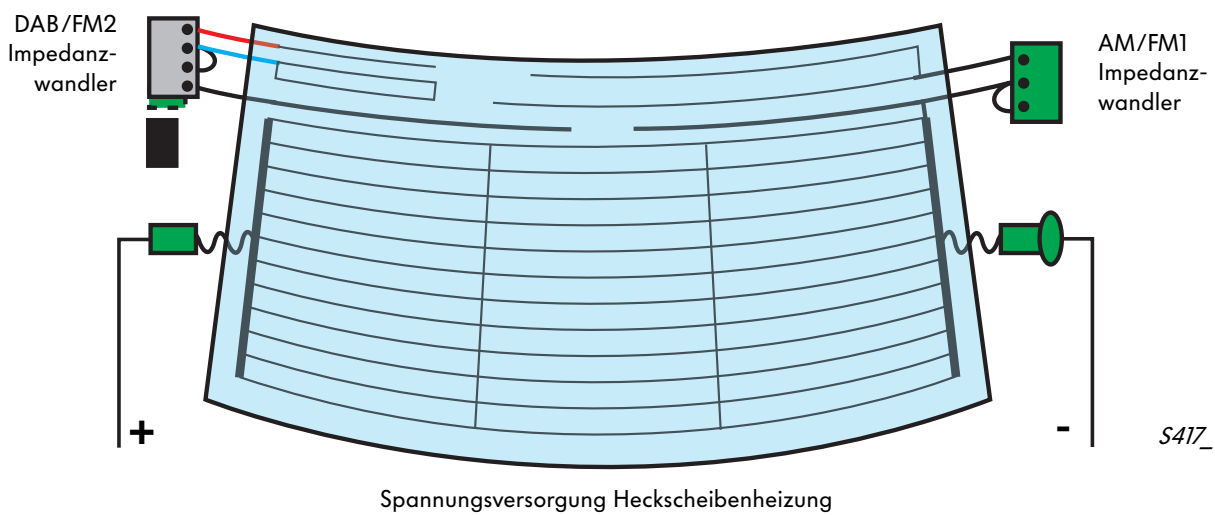 DAB/FM2
Impedanz-
wandler
AM/FM1
Impedanz-
wandler
+
-
S417_
Spannungsversorgung Heckscheibenheizung